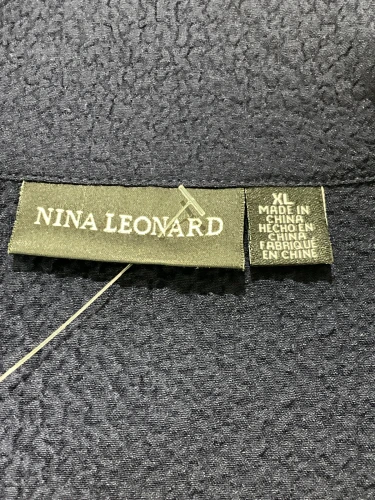 NINA LEONARD
XL
MADE IN
CHINA
HECHO EN
CHINA
FABRIQUÉ
EN CHINE